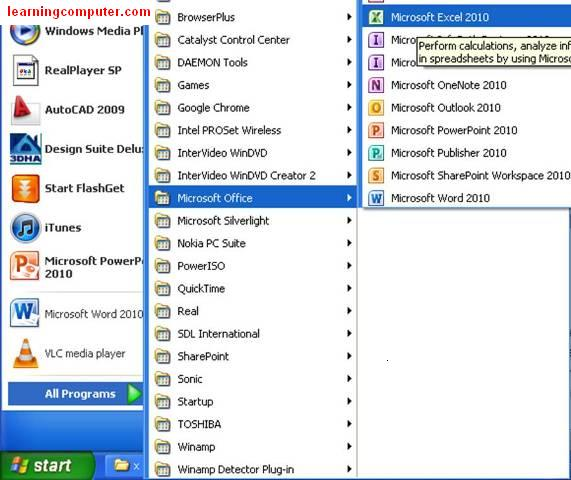 learningcomputer.com
Windows Media Pl
RealPlayer SP
AutoCAD 2009
Design Suite Delu
Start FlashGet
iTunes
Microsoft PowerP
2010
Microsoft Word 2010
VLC media player
All Programs
start
BrowserPlus
Catalyst Control Center
DAEMON Tools
Games
Google Chrome
Intel PROSet Wireless
InterVideo WinDVD
InterVideo WinDVD Creator 2
Microsoft Office
Microsoft Silverlight
Nokia PC Suite
PowerISO
QuickTime
Real
SDL International
SharePoint
Sonic
Startup
TOSHIBA
Winamp
Winamp Detector Plug-in
Microsoft Excel 2010
Perform calculations, analyze inf
in spreadsheets by using Microso
Microsoft OneNote 2010
Microsoft Outlook 2010
Microsoft PowerPoint 2010
Microsoft Publisher 2010
Microsoft SharePoint Workspace 2010
Microsoft Word 2010